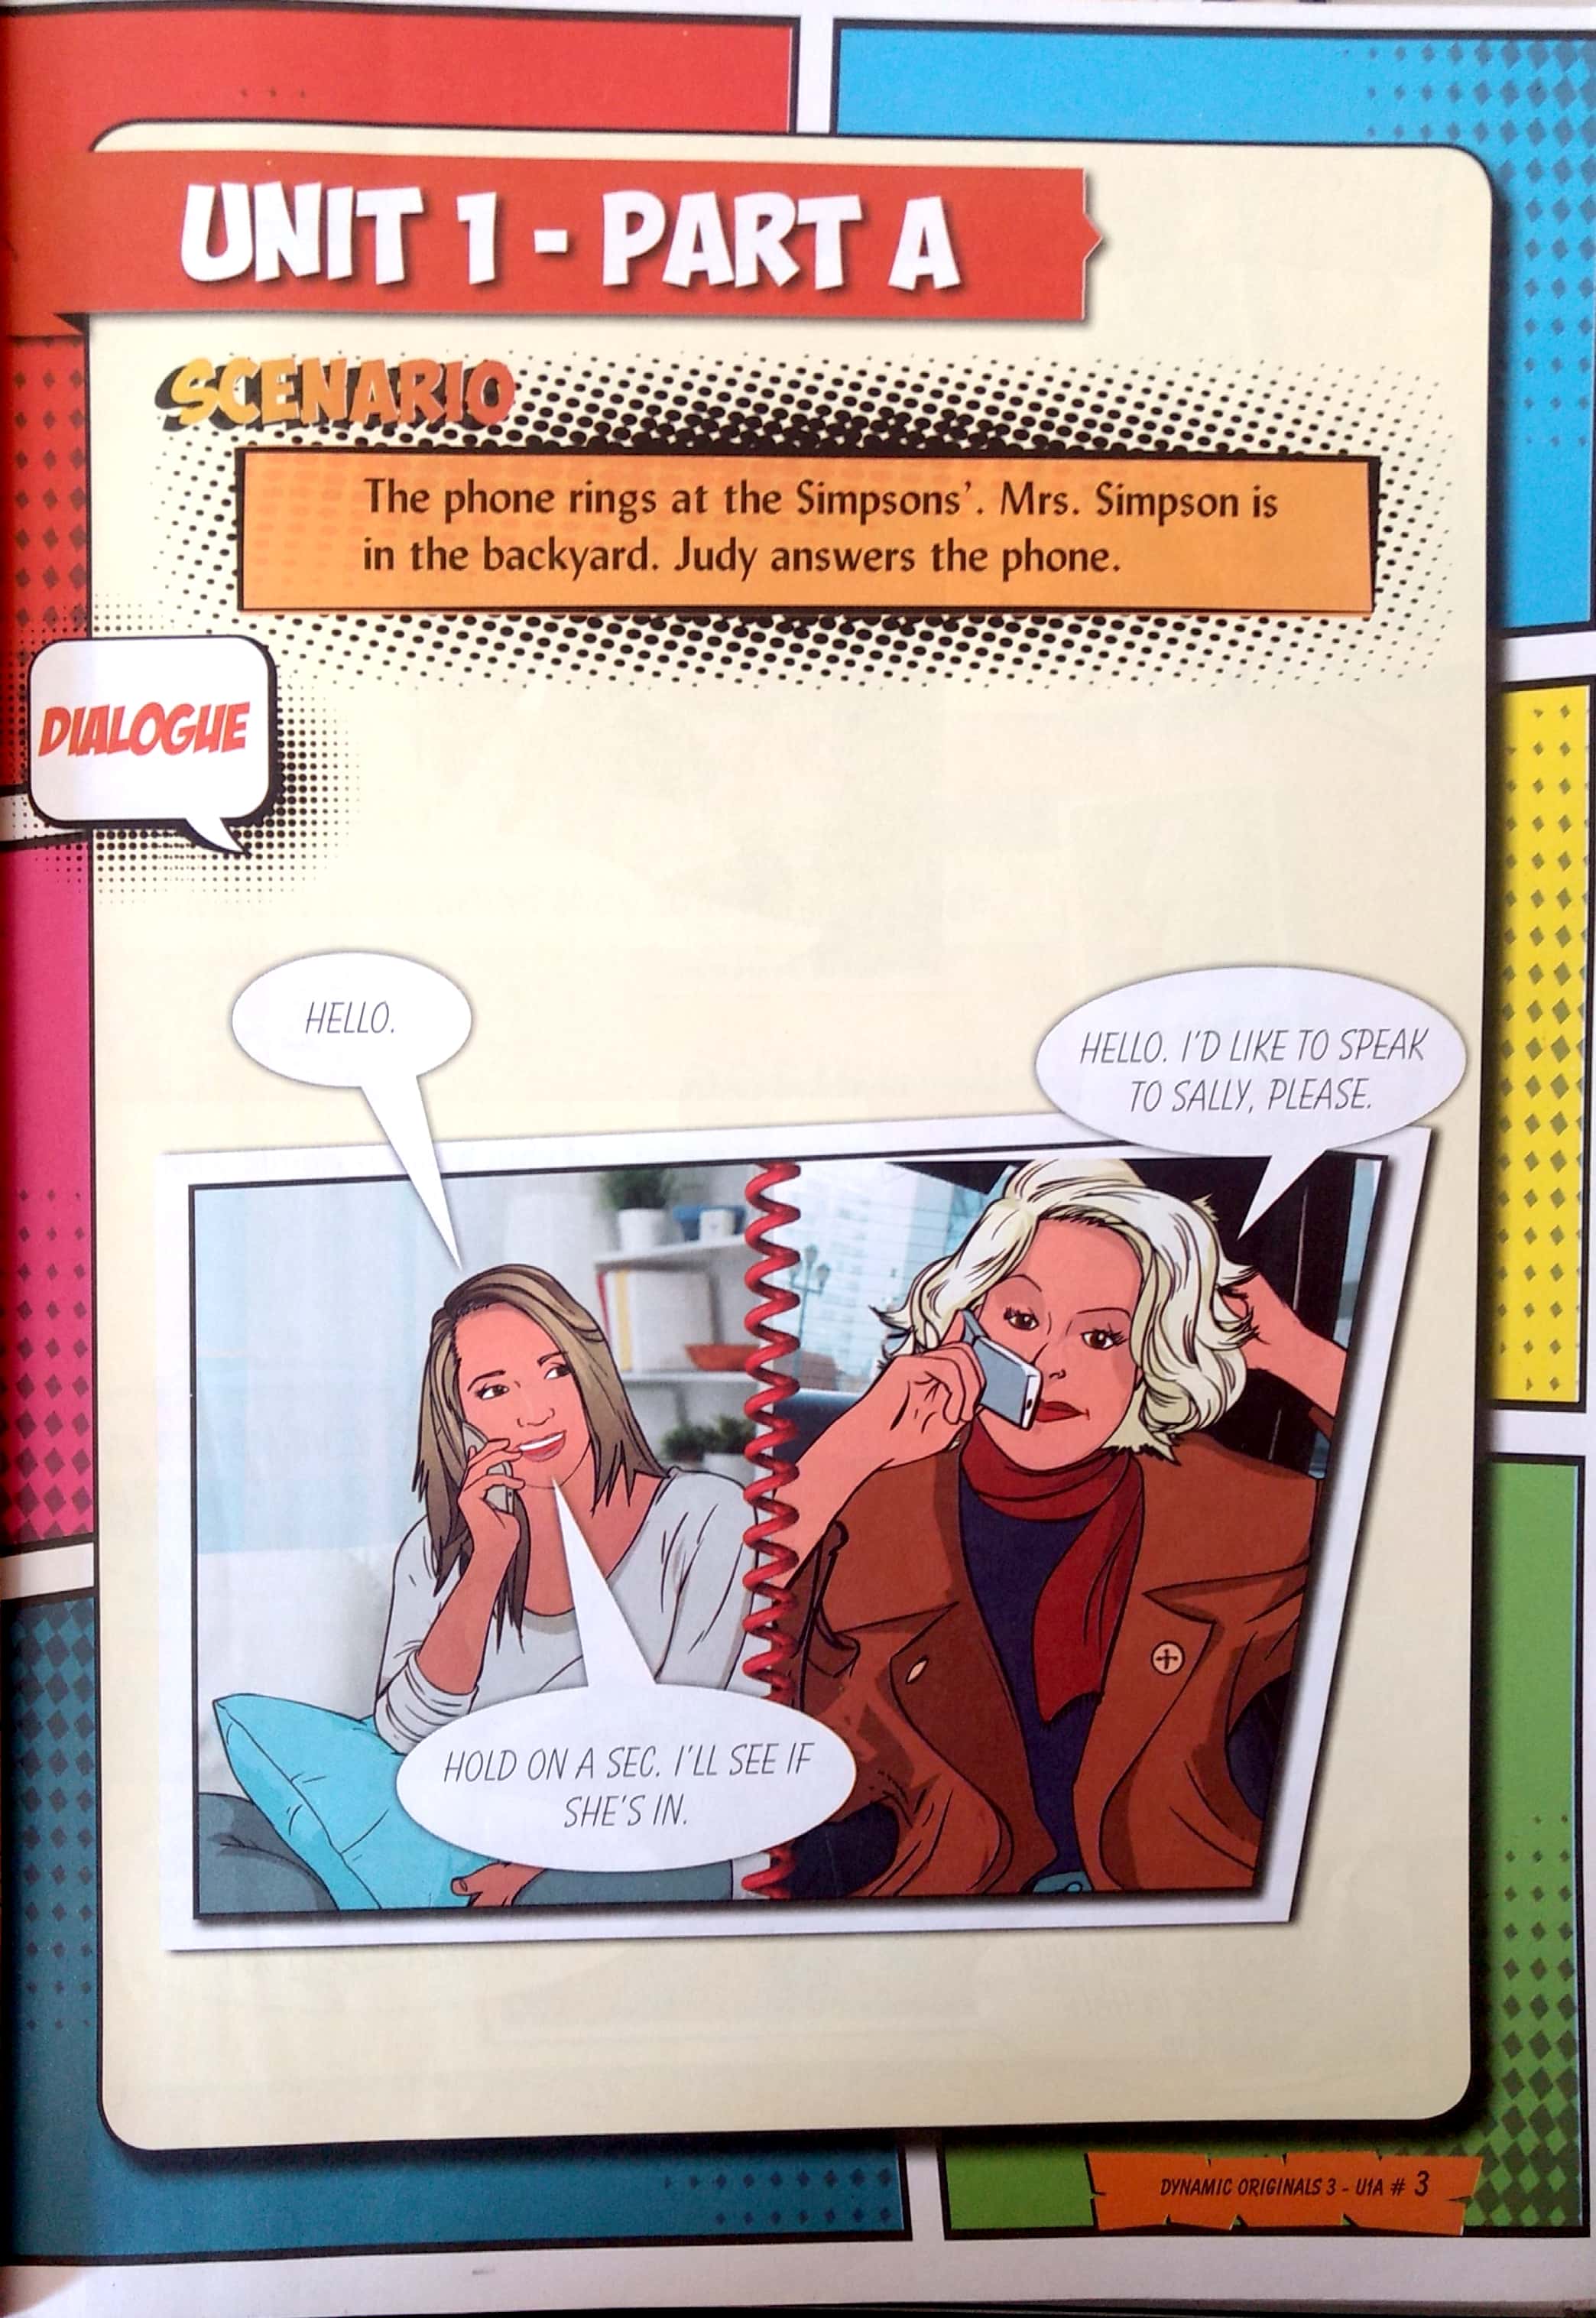 UNIT 1 - PART A
SCENARIO
The phone rings at the Simpsons'. Mrs. Simpson is
in the backyard. Judy answers the phone.
DIALOGUE
HELLO.
HELLO. I'D LIKE TO SPEAK
TO SALLY, PLEASE.
HOLD ON A SEC. I'LL SEE IF
SHE'S IN.
DYNAMIC ORIGINALS 3 - U1A # 3